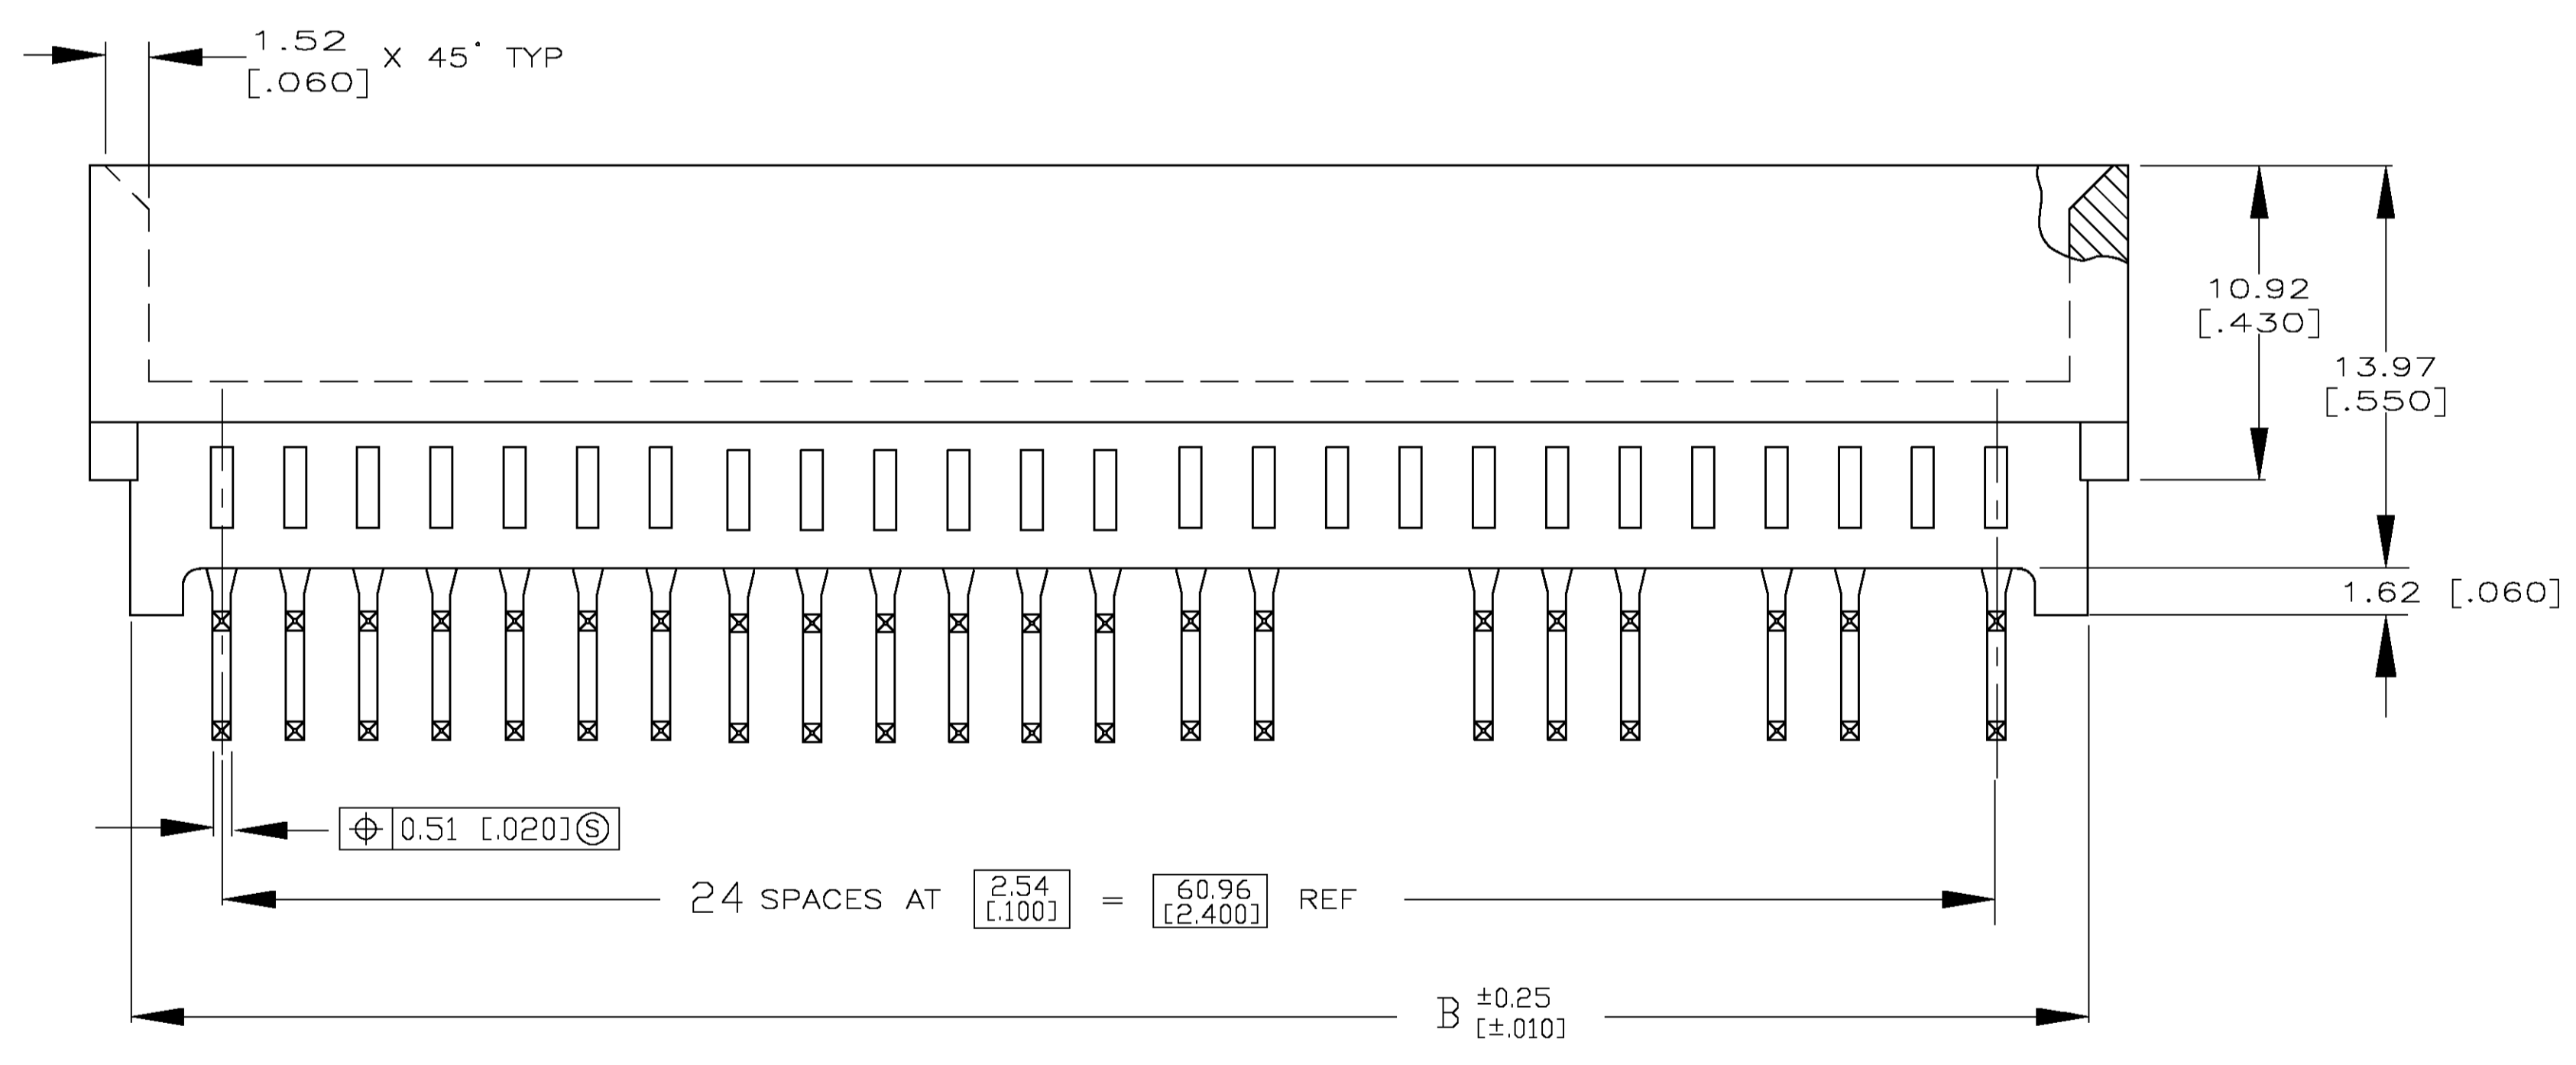 1.52
[.060] X 45° TYP
10.92
[.430]
13.97
[.550]
1.62 [.060]
⌖ 0.51 [.020] Ⓢ
24 SPACES AT 2.54 [.100] = 60.96 [2.400] REF
B ±0.25
[±.010]